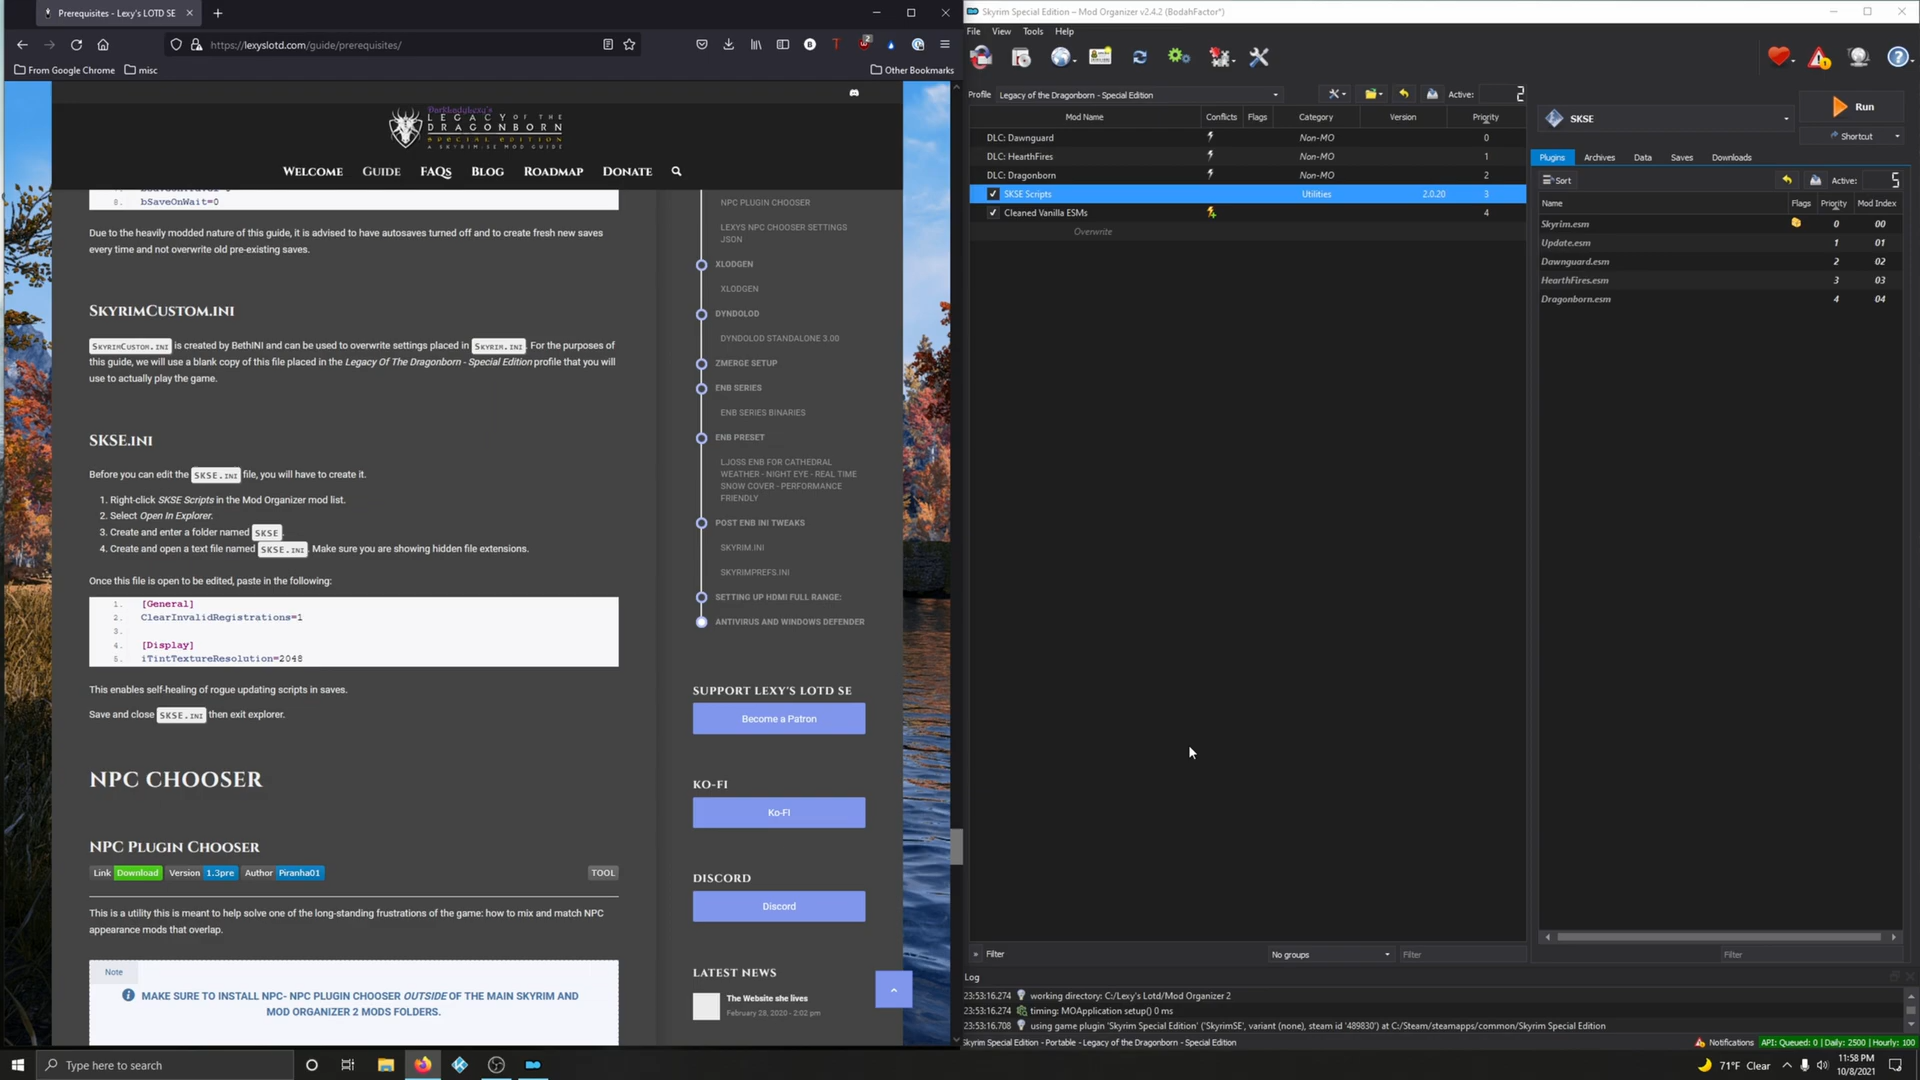 Prerequisites - Lexy's LOTD SE
https://lexyslotd.com/guide/prerequisites/
From Google Chrome
misc
Other Bookmarks
DarkladyLexy's
LEGACY OF THE
DRAGONBORN
SPECIAL EDITION
A SKYRIM:SE MOD GUIDE
WELCOME
GUIDE
FAQS
BLOG
ROADMAP
DONATE
8. bSaveOnWait=0
Due to the heavily modded nature of this guide, it is advised to have autosaves turned off and to create fresh new saves
every time and not overwrite old pre-existing saves.
SKYRIMCUSTOM.INI
SKYRIMCUSTOM.INI is created by BethINI and can be used to overwrite settings placed in SKYRIM.INI. For the purposes of
this guide, we will use a blank copy of this file placed in the Legacy Of The Dragonborn - Special Edition profile that you will
use to actually play the game.
SKSE.INI
Before you can edit the SKSE.INI file, you will have to create it.
1. Right-click SKSE Scripts in the Mod Organizer mod list.
2. Select Open In Explorer.
3. Create and enter a folder named SKSE.
4. Create and open a text file named SKSE.INI. Make sure you are showing hidden file extensions.
Once this file is open to be edited, paste in the following:
1. [General]
2. ClearInvalidRegistrations=1
3.
4. [Display]
5. iTintTextureResolution=2048
This enables self-healing of rogue updating scripts in saves.
Save and close SKSE.INI then exit explorer.
NPC CHOOSER
NPC PLUGIN CHOOSER
Link Download Version 1.3pre Author Piranha01 TOOL
This is a utility this is meant to help solve one of the long-standing frustrations of the game: how to mix and match NPC
appearance mods that overlap.
Note
MAKE SURE TO INSTALL NPC- NPC PLUGIN CHOOSER OUTSIDE OF THE MAIN SKYRIM AND
MOD ORGANIZER 2 MODS FOLDERS.
NPC PLUGIN CHOOSER
LEXYS NPC CHOOSER SETTINGS
JSON
XLODGEN
XLODGEN
DYNDOLOD
DYNDOLOD STANDALONE 3.00
ZMERGE SETUP
ENB SERIES
ENB SERIES BINARIES
ENB PRESET
LJOSS ENB FOR CATHEDRAL
WEATHER - NIGHT EYE - REAL TIME
SNOW COVER - PERFORMANCE
FRIENDLY
POST ENB INI TWEAKS
SKYRIM.INI
SKYRIMPREFS.INI
SETTING UP HDMI FULL RANGE:
ANTIVIRUS AND WINDOWS DEFENDER
SUPPORT LEXY'S LOTD SE
Become a Patron
KO-FI
Ko-FI
DISCORD
Discord
LATEST NEWS
The Website she lives
February 28, 2020 - 2:02 pm
Skyrim Special Edition – Mod Organizer v2.4.2 (BodahFactor*)
File View Tools Help
Profile Legacy of the Dragonborn - Special Edition Active: 2
Mod Name Conflicts Flags Category Version Priority
DLC: Dawnguard Non-MO 0
DLC: HearthFires Non-MO 1
DLC: Dragonborn Non-MO 2
SKSE Scripts Utilities 2.0.20 3
Cleaned Vanilla ESMs 4
Overwrite
» Filter No groups Filter
SKSE
Run
Shortcut
Plugins Archives Data Saves Downloads
Sort Active: 5
Name Flags Priority Mod Index
Skyrim.esm 0 00
Update.esm 1 01
Dawnguard.esm 2 02
HearthFires.esm 3 03
Dragonborn.esm 4 04
Filter
Log
23:53:16.274 working directory: C:/Lexy's Lotd/Mod Organizer 2
23:53:16.274 timing: MOApplication setup() 0 ms
23:53:16.708 using game plugin 'Skyrim Special Edition' ('SkyrimSE', variant (none), steam id '489830') at C:/Steam/steamapps/common/Skyrim Special Edition
Skyrim Special Edition - Portable - Legacy of the Dragonborn - Special Edition
Notifications API: Queued: 0 | Daily: 2500 | Hourly: 100
Type here to search
71°F Clear
11:58 PM
10/8/2021